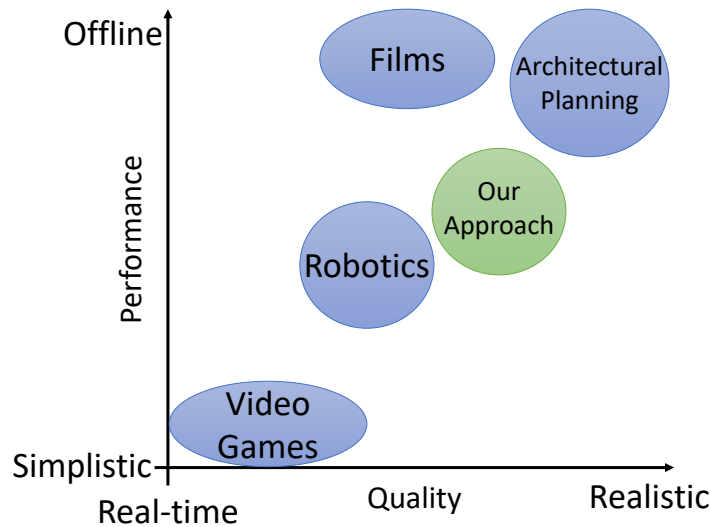 Offline
Films
Architectural
Planning
Performance
Our
Approach
Robotics
Video
Games
Simplistic
Real-time
Quality
Realistic